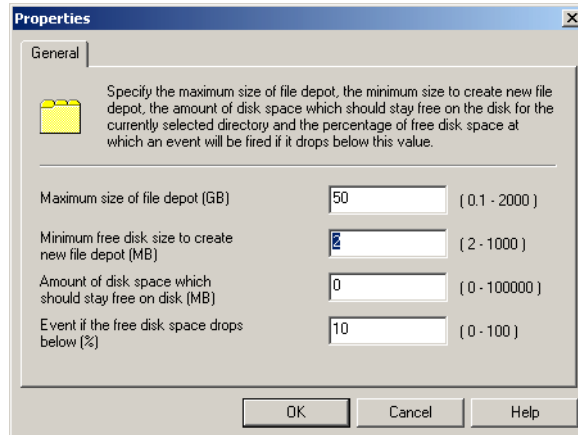 Properties
General
Specify the maximum size of file depot, the minimum size to create new file
depot, the amount of disk space which should stay free on the disk for the
currently selected directory and the percentage of free disk space at
which an event will be fired if it drops below this value.
Maximum size of file depot (GB) 50 ( 0.1 - 2000 )
Minimum free disk size to create
new file depot (MB) 2 ( 2 - 1000 )
Amount of disk space which
should stay free on disk (MB) 0 ( 0 - 100000 )
Event if the free disk space drops
below (%) 10 ( 0 - 100 )
OK Cancel Help